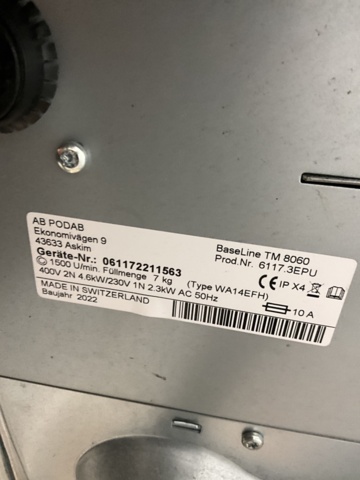 AB PODAB
Ekonomivägen 9
43633 Askim
BaseLine TM 8060
Prod.Nr. 6117.3EPU
Geräte-Nr.: 061172211563
1500 U/min. Füllmenge 7 kg (Type WA14EFH)
400V 2N 4.6kW/230V 1N 2.3kW AC 50Hz
CE IP X4
MADE IN SWITZERLAND
Baujahr 2022
10 A